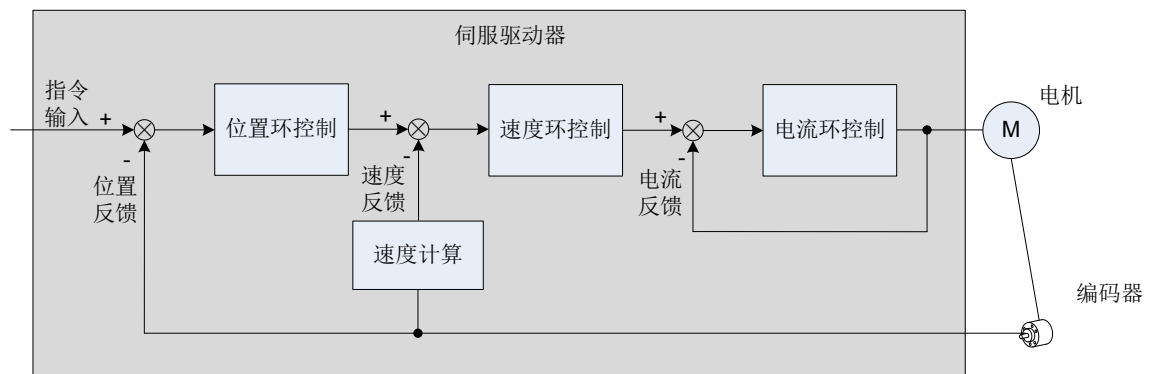 伺服驱动器
指令
输入
+
-
位置
反馈
位置环控制
+
-
速度
反馈
速度计算
速度环控制
+
-
电流
反馈
电流环控制
电机
M
编码器